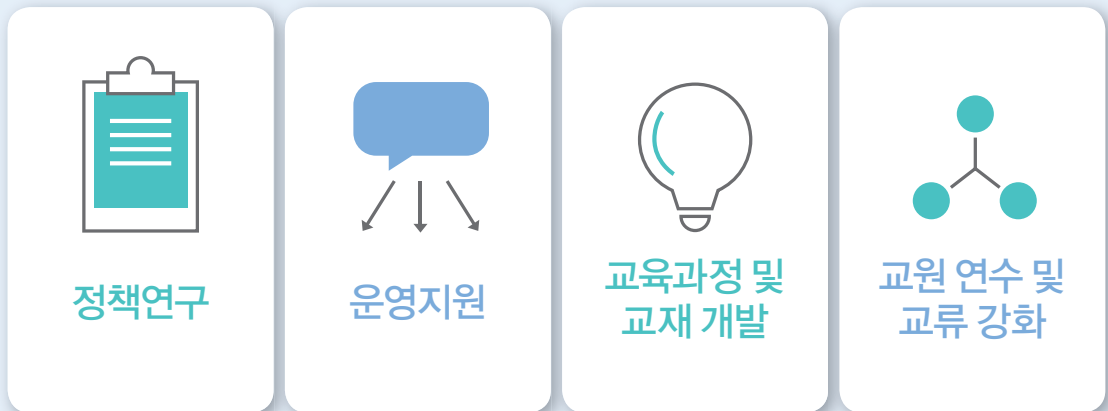 정책연구
운영지원
교육과정 및
교재 개발
교원 연수 및
교류 강화